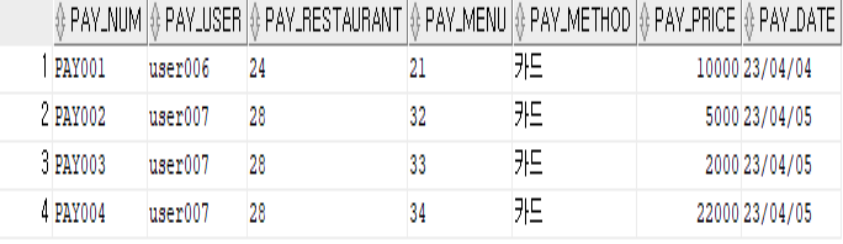 PAY_NUM PAY_USER PAY_RESTAURANT PAY_MENU PAY_METHOD PAY_PRICE PAY_DATE
1 PAY001 user006 24 21 카드 10000 23/04/04
2 PAY002 user007 28 32 카드 5000 23/04/05
3 PAY003 user007 28 33 카드 2000 23/04/05
4 PAY004 user007 28 34 카드 22000 23/04/05